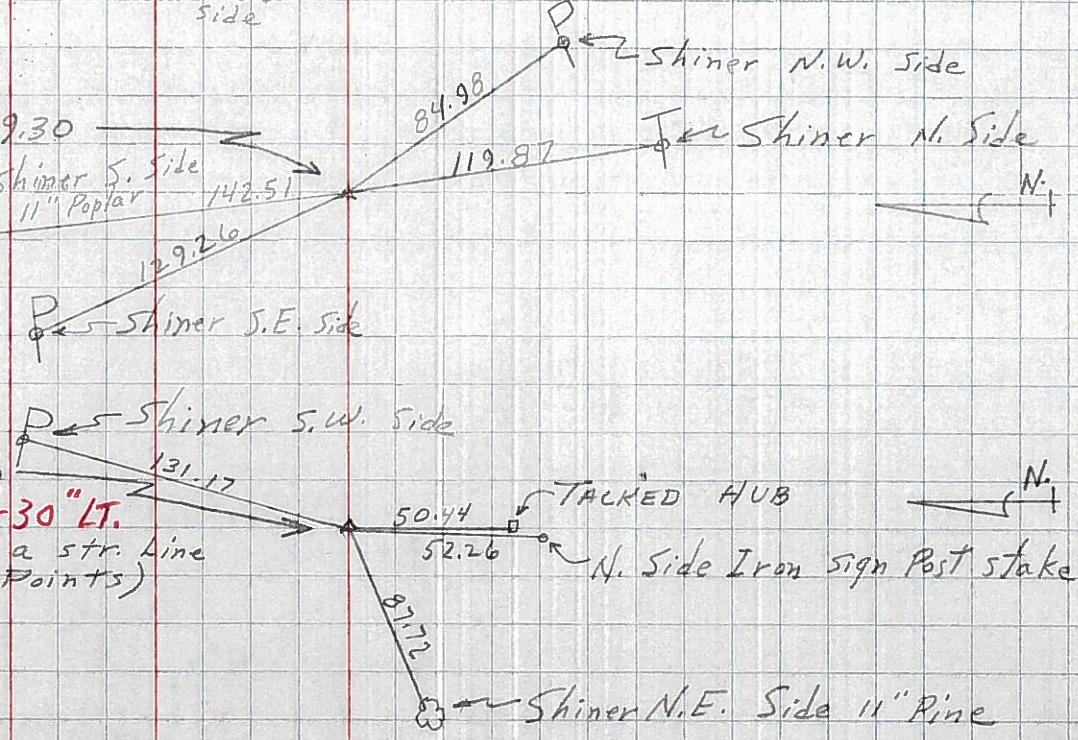 side
P
Shiner N.W. Side
84.98
9.30
T
Shiner N. Side
119.87
Shiner S. Side
11" Poplar
142.51
N.
129.26
P
Shiner S.E. Side
P
Shiner S.W. Side
131.17
N.
TACKED HUB
50.44
-30" LT.
52.26
a str. Line
Points)
N. Side Iron Sign Post stake
87.72
Shiner N.E. Side 11" Pine